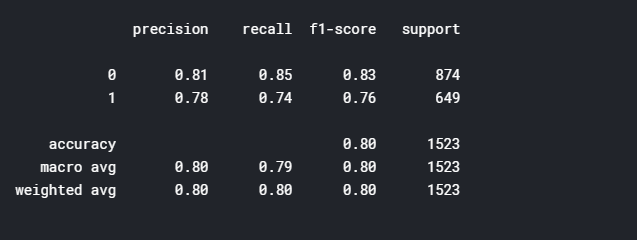 precision recall f1-score support
0 0.81 0.85 0.83 874
1 0.78 0.74 0.76 649
accuracy 0.80 1523
macro avg 0.80 0.79 0.80 1523
weighted avg 0.80 0.80 0.80 1523